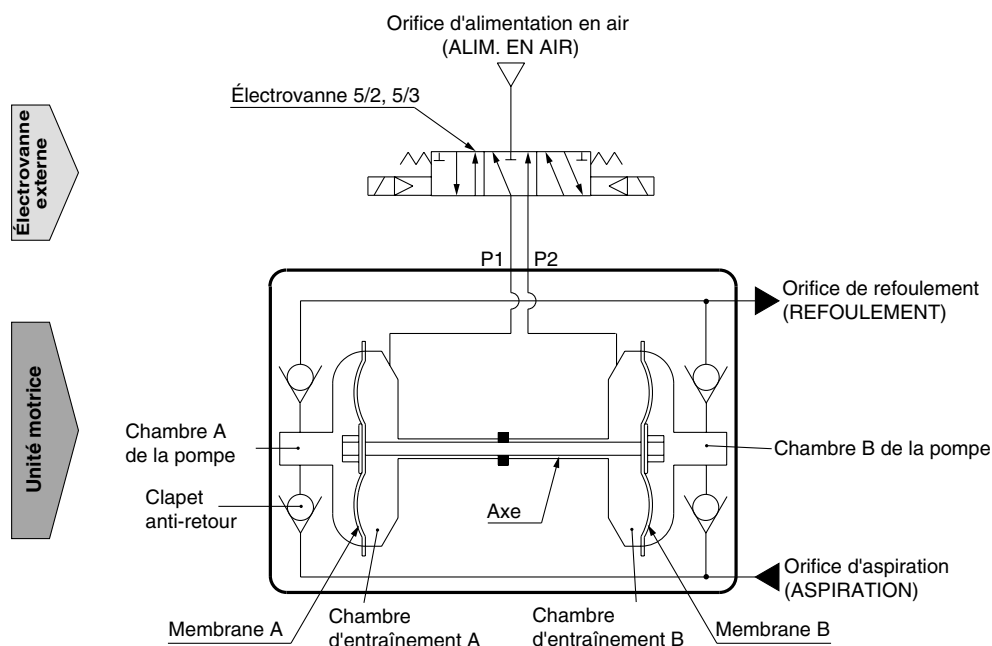 Orifice d'alimentation en air
(ALIM. EN AIR)
Électrovanne 5/2, 5/3
Électrovanne
externe
P1
P2
Orifice de refoulement
(REFOULEMENT)
Unité motrice
Chambre A
de la pompe
Chambre B de la pompe
Clapet
anti-retour
Axe
Orifice d'aspiration
(ASPIRATION)
Membrane A
Chambre
d'entraînement A
Chambre
d'entraînement B
Membrane B